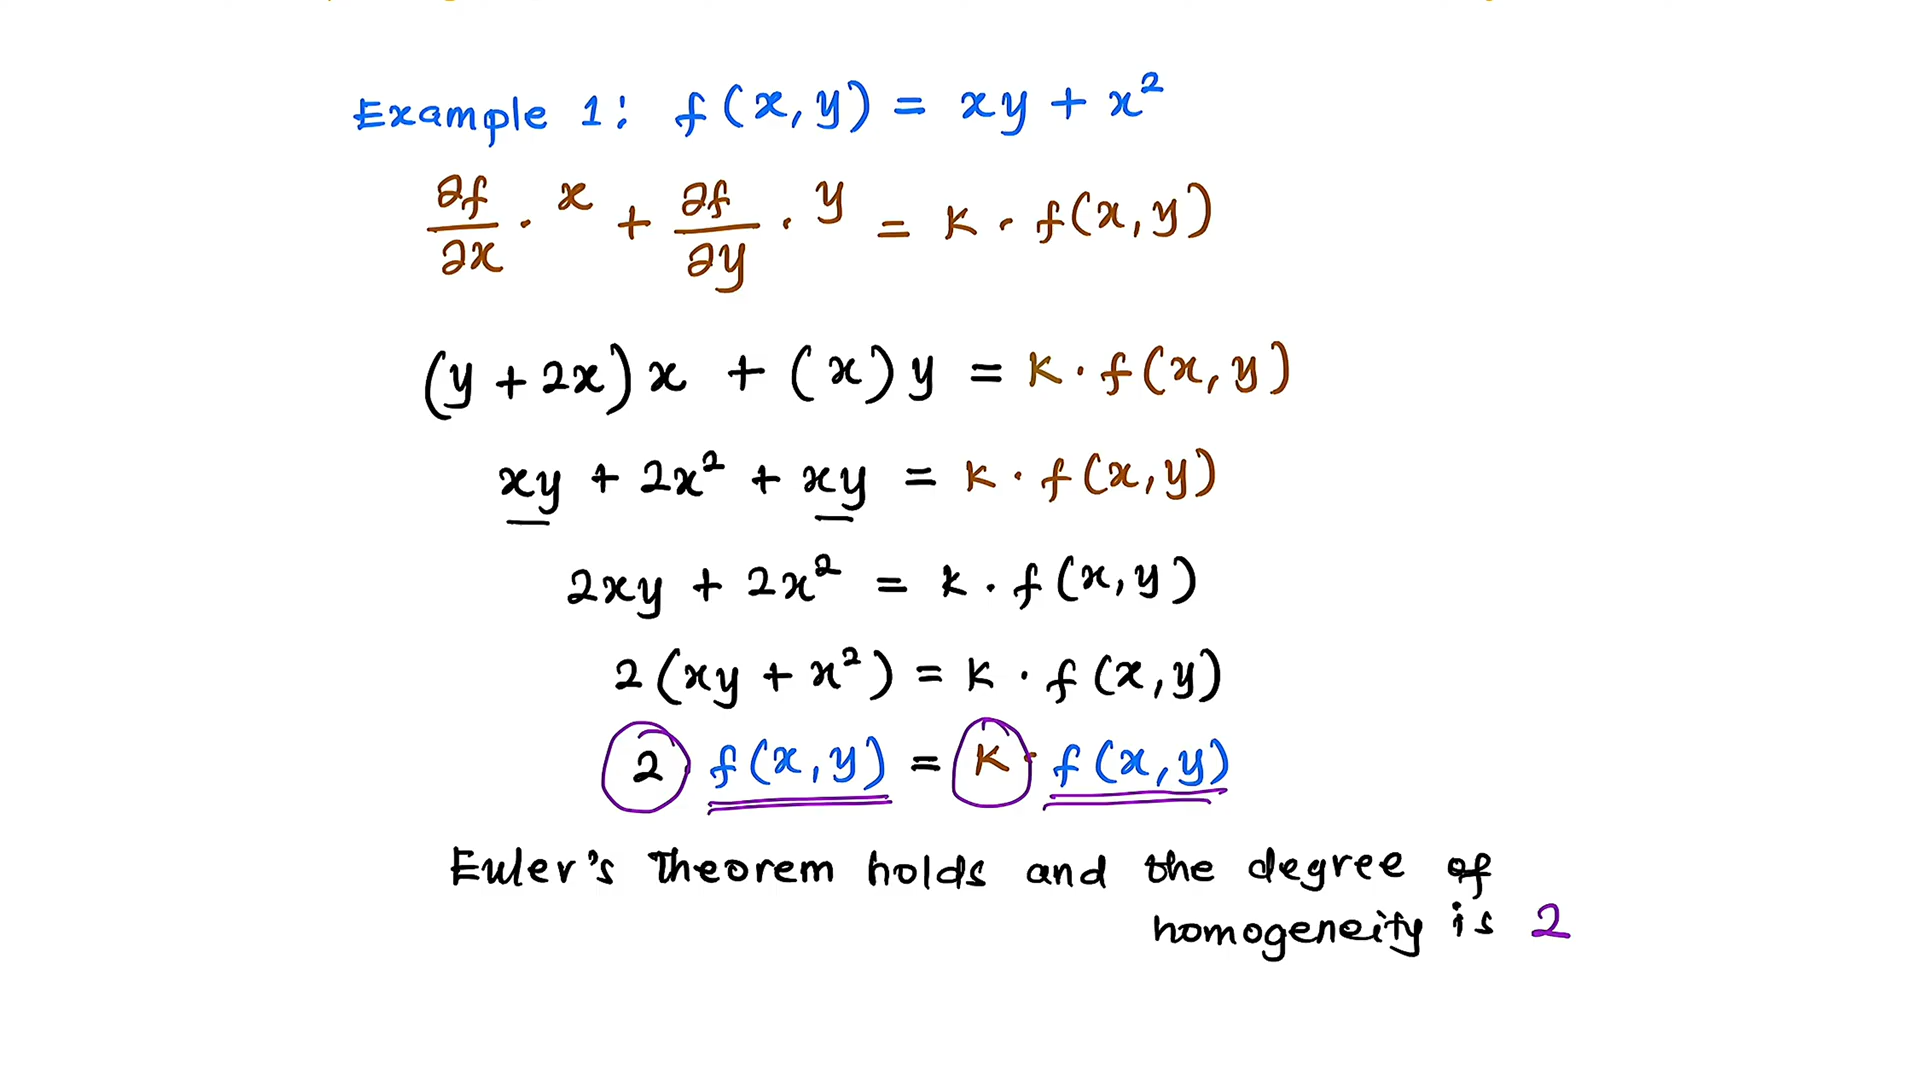 Example 1: f(x,y) = xy + x²
∂f/∂x · x + ∂f/∂y · y = K · f(x,y)
(y + 2x)x + (x)y = K · f(x,y)
xy + 2x² + xy = K · f(x,y)
2xy + 2x² = K · f(x,y)
2(xy + x²) = K · f(x,y)
2 f(x,y) = K · f(x,y)
Euler's Theorem holds and the degree of
homogeneity is 2